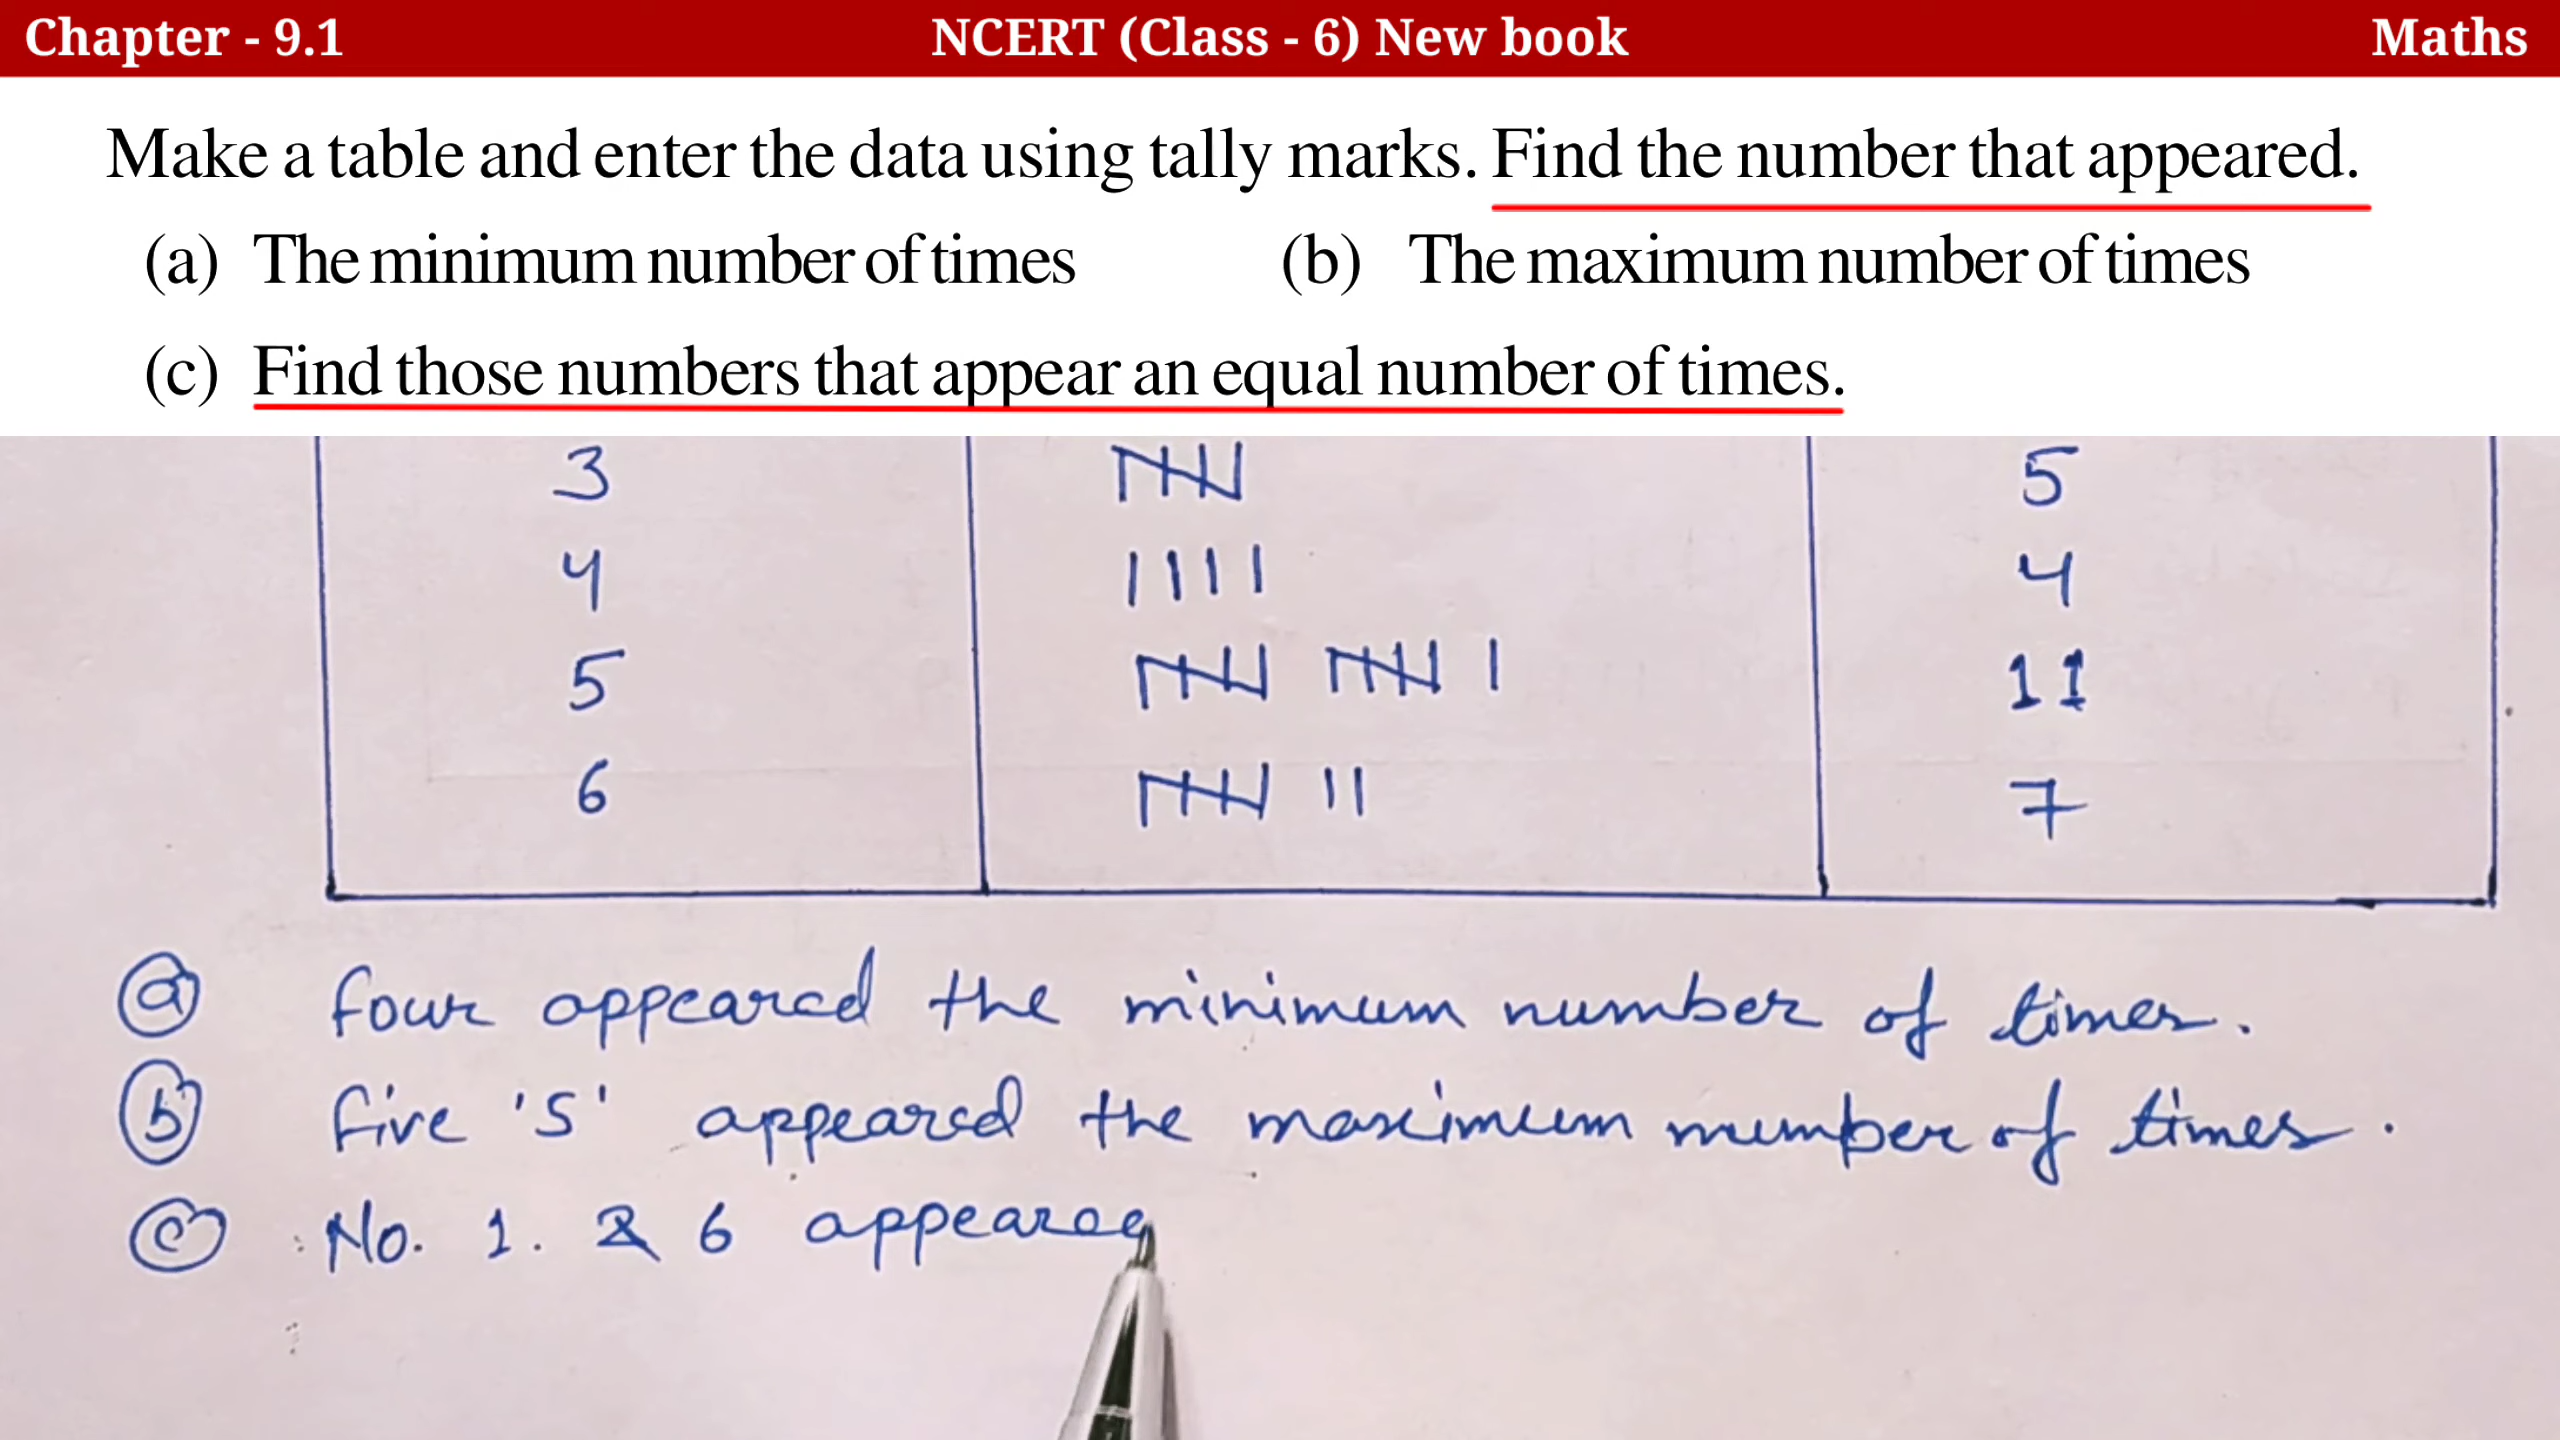 Chapter - 9.1 NCERT (Class - 6) New book Maths
Make a table and enter the data using tally marks. Find the number that appeared.
(a) The minimum number of times (b) The maximum number of times
(c) Find those numbers that appear an equal number of times.
3 𝍸 5
4 |||| 4
5 𝍸 𝍸 | 11
6 𝍸 || 7
(a) four appeared the minimum number of times.
(b) five '5' appeared the maximum number of times.
(c) No. 1. & 6 appeared